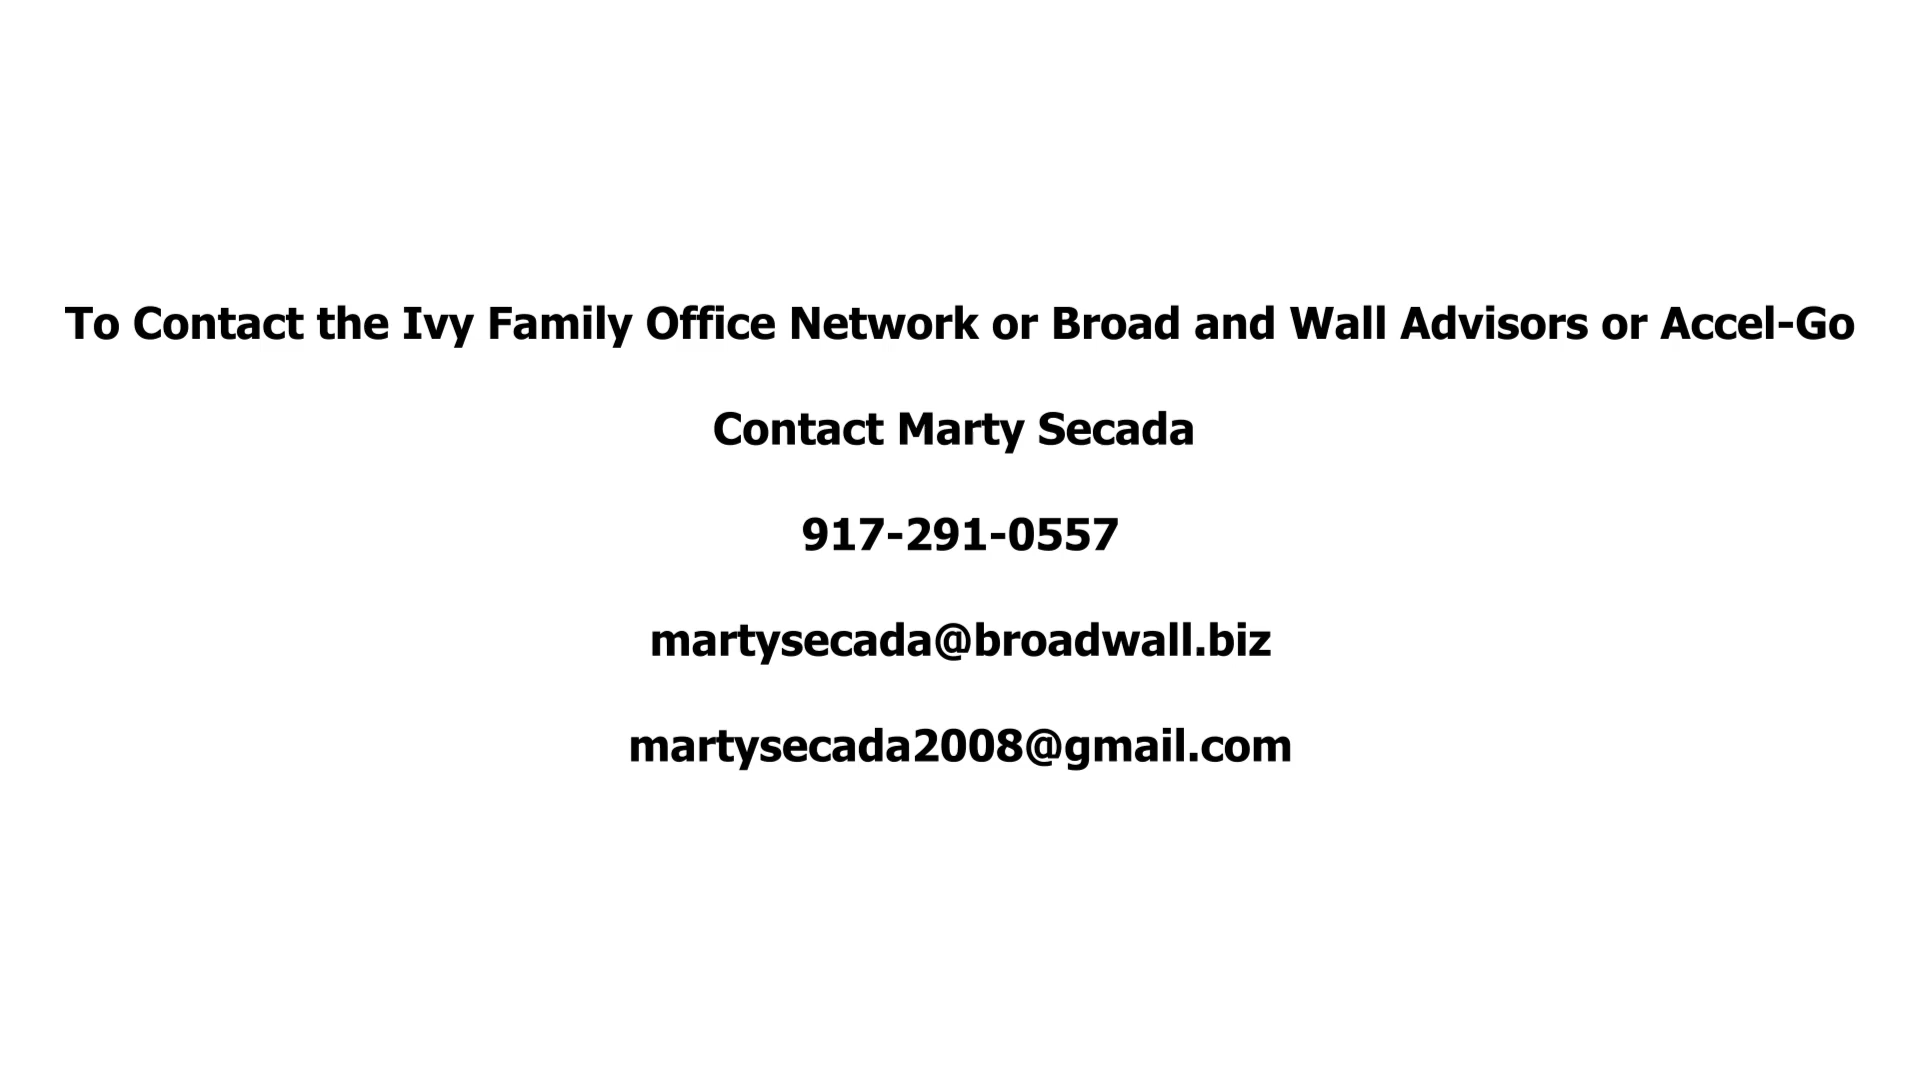 To Contact the Ivy Family Office Network or Broad and Wall Advisors or Accel-Go
Contact Marty Secada
917-291-0557
martysecada@broadwall.biz
martysecada2008@gmail.com